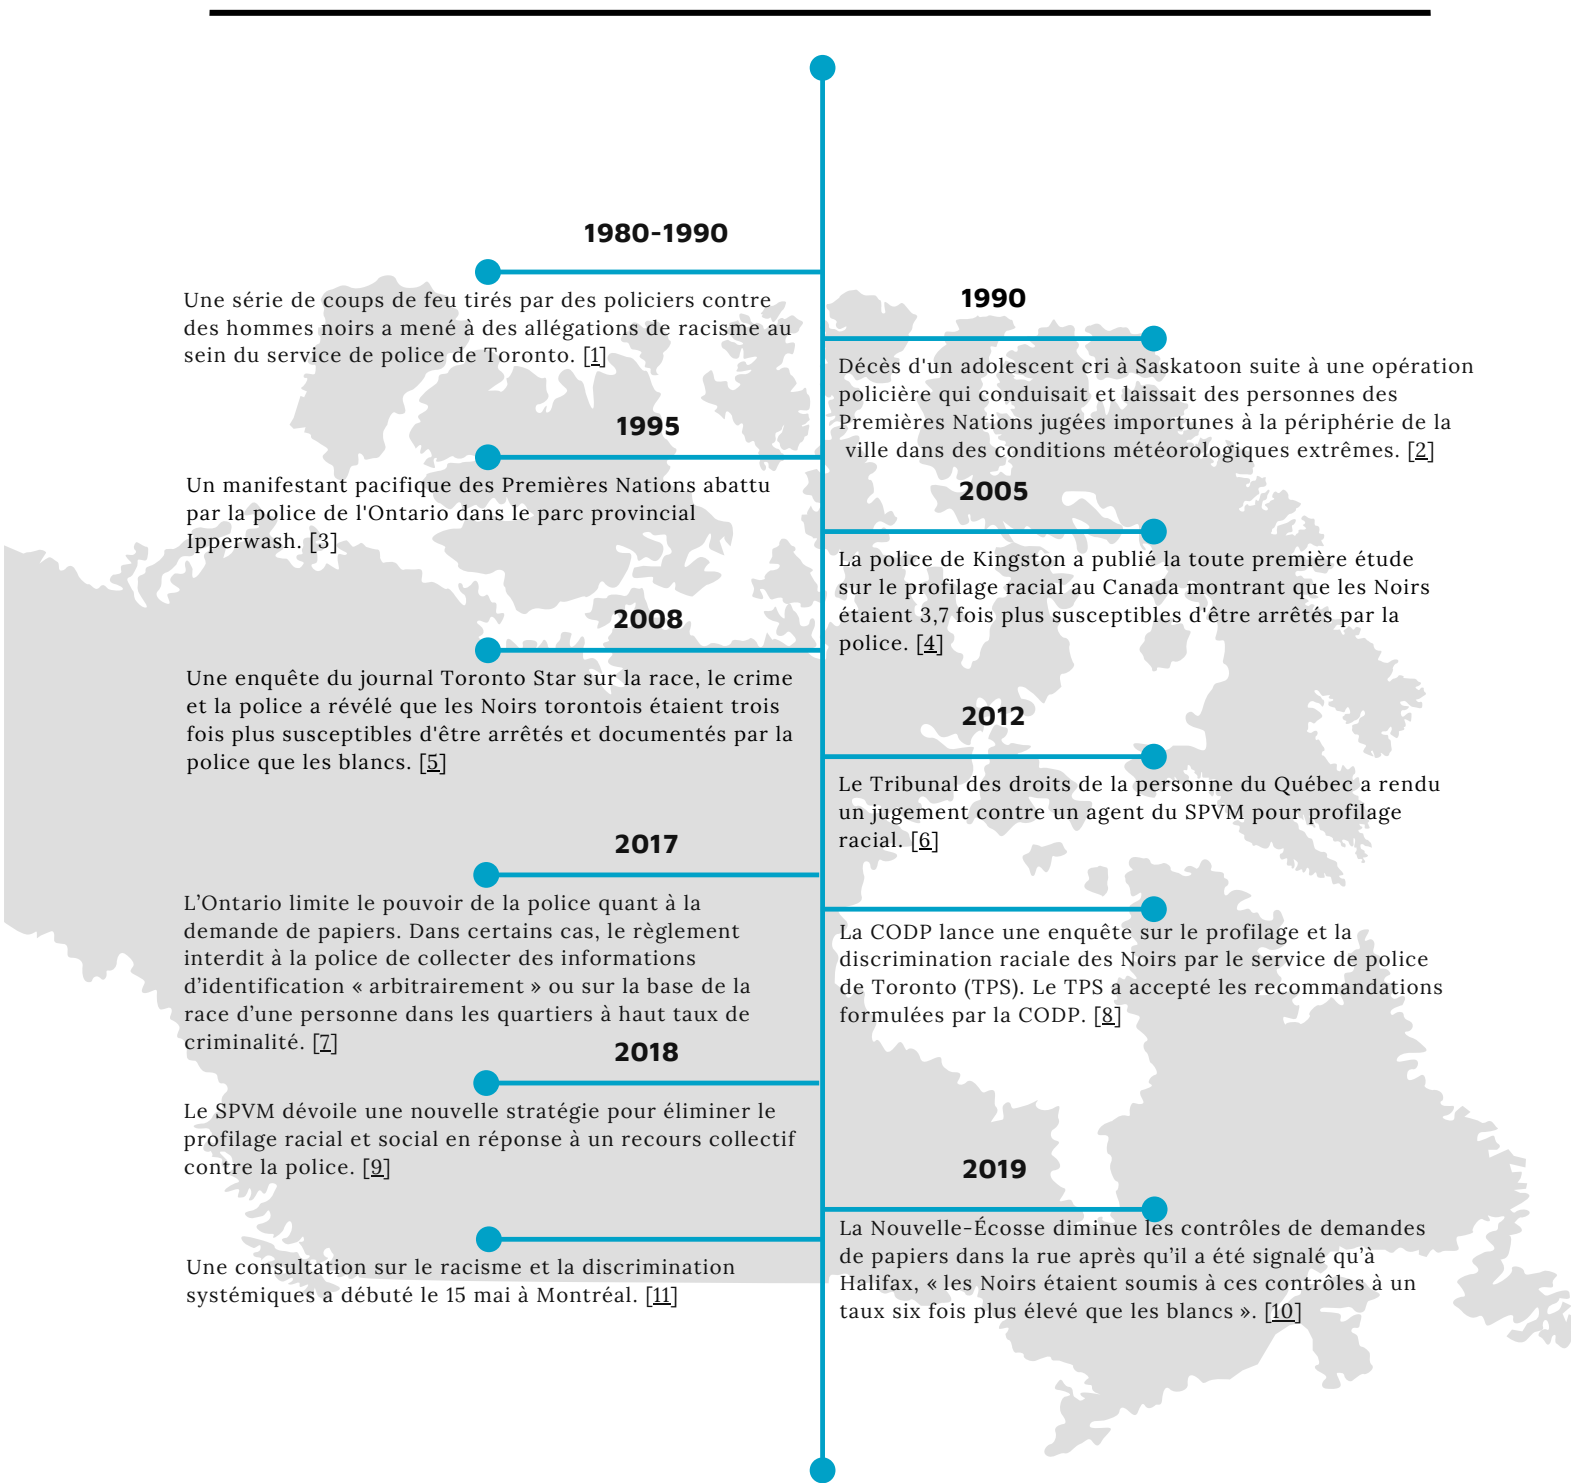 1980-1990
Une série de coups de feu tirés par des policiers contre
des hommes noirs a mené à des allégations de racisme au
sein du service de police de Toronto. [1]
1990
Décès d'un adolescent cri à Saskatoon suite à une opération
policière qui conduisait et laissait des personnes des
Premières Nations jugées importunes à la périphérie de la
ville dans des conditions météorologiques extrêmes. [2]
1995
Un manifestant pacifique des Premières Nations abattu
par la police de l'Ontario dans le parc provincial
Ipperwash. [3]
2005
La police de Kingston a publié la toute première étude
sur le profilage racial au Canada montrant que les Noirs
étaient 3,7 fois plus susceptibles d'être arrêtés par la
police. [4]
2008
Une enquête du journal Toronto Star sur la race, le crime
et la police a révélé que les Noirs torontois étaient trois
fois plus susceptibles d'être arrêtés et documentés par la
police que les blancs. [5]
2012
Le Tribunal des droits de la personne du Québec a rendu
un jugement contre un agent du SPVM pour profilage
racial. [6]
2017
L’Ontario limite le pouvoir de la police quant à la
demande de papiers. Dans certains cas, le règlement
interdit à la police de collecter des informations
d’identification « arbitrairement » ou sur la base de la
race d’une personne dans les quartiers à haut taux de
criminalité. [7]
La CODP lance une enquête sur le profilage et la
discrimination raciale des Noirs par le service de police
de Toronto (TPS). Le TPS a accepté les recommandations
formulées par la CODP. [8]
2018
Le SPVM dévoile une nouvelle stratégie pour éliminer le
profilage racial et social en réponse à un recours collectif
contre la police. [9]
2019
La Nouvelle-Écosse diminue les contrôles de demandes
de papiers dans la rue après qu’il a été signalé qu’à
Halifax, « les Noirs étaient soumis à ces contrôles à un
taux six fois plus élevé que les blancs ». [10]
Une consultation sur le racisme et la discrimination
systémiques a débuté le 15 mai à Montréal. [11]